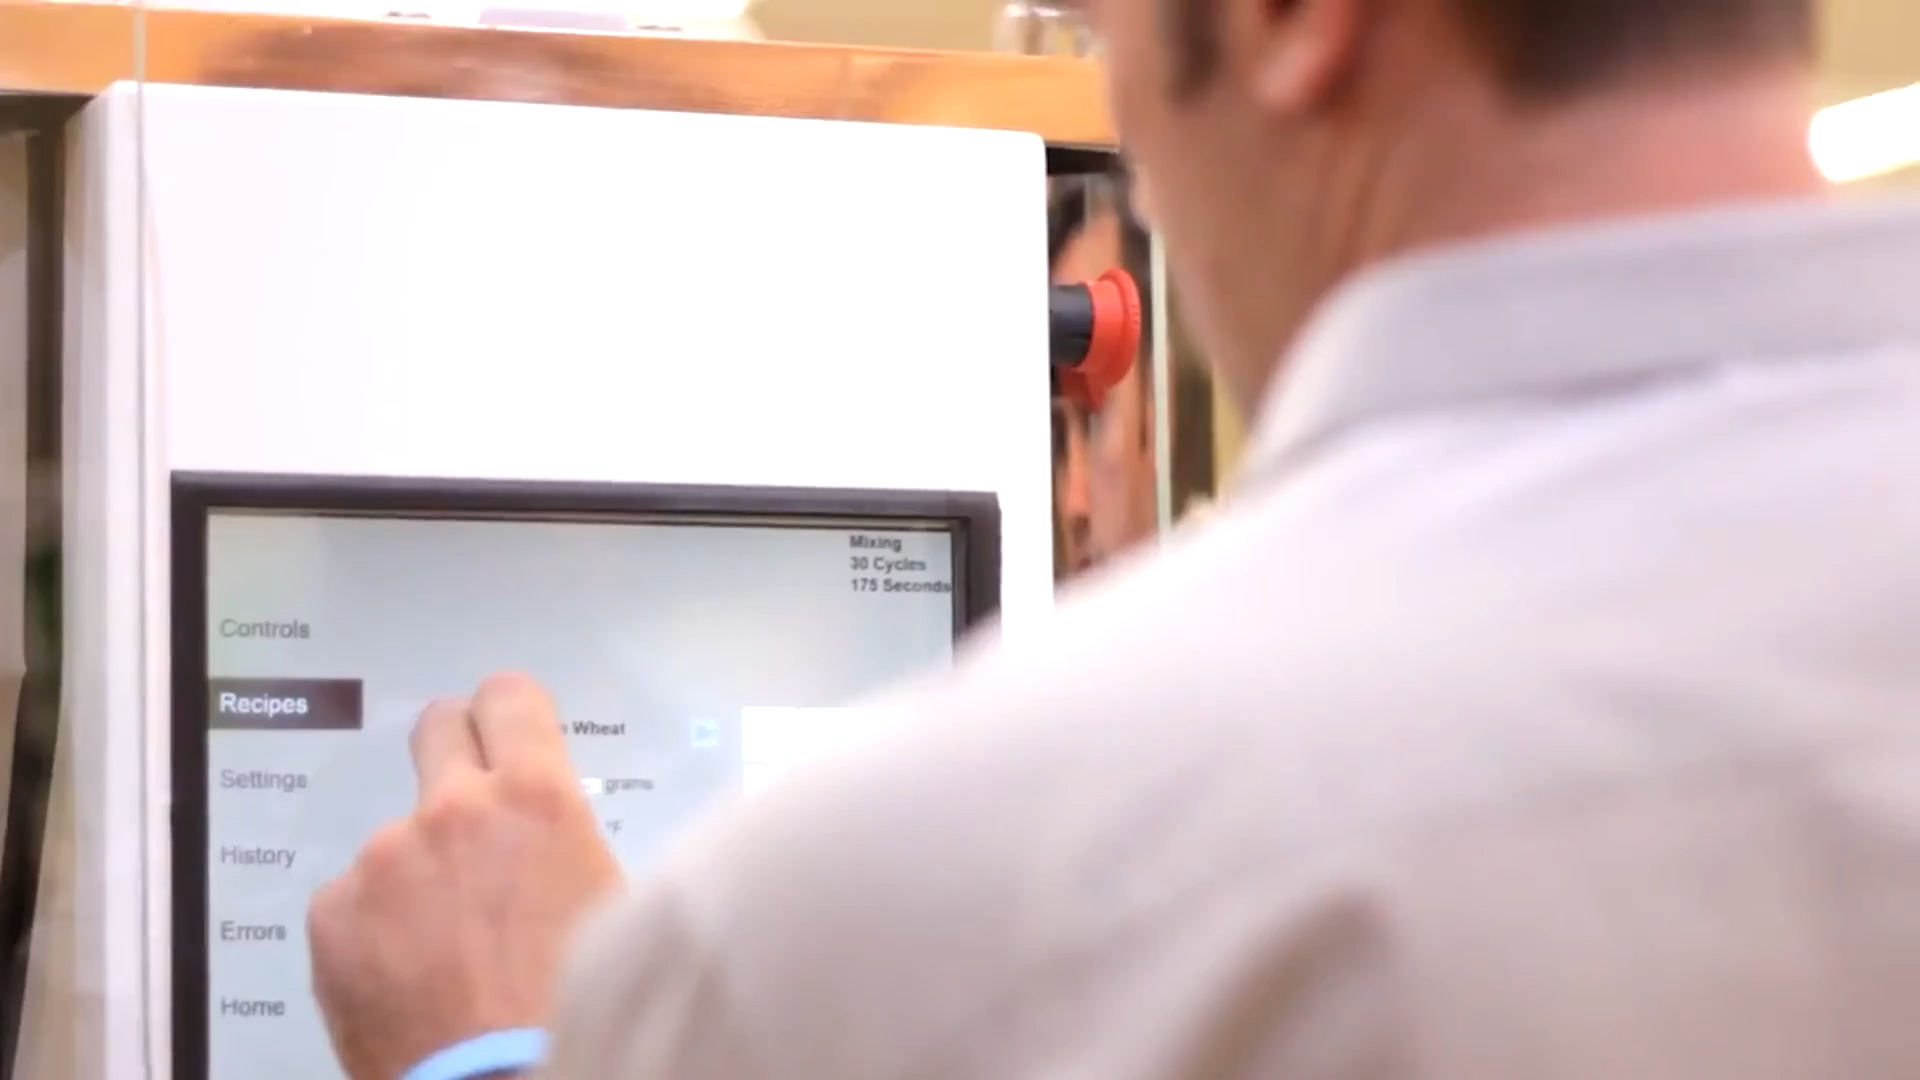 Mixing
30 Cycles
175 Seconds
Controls
Recipes
Wheat
grams
Settings
°F
History
Errors
Home